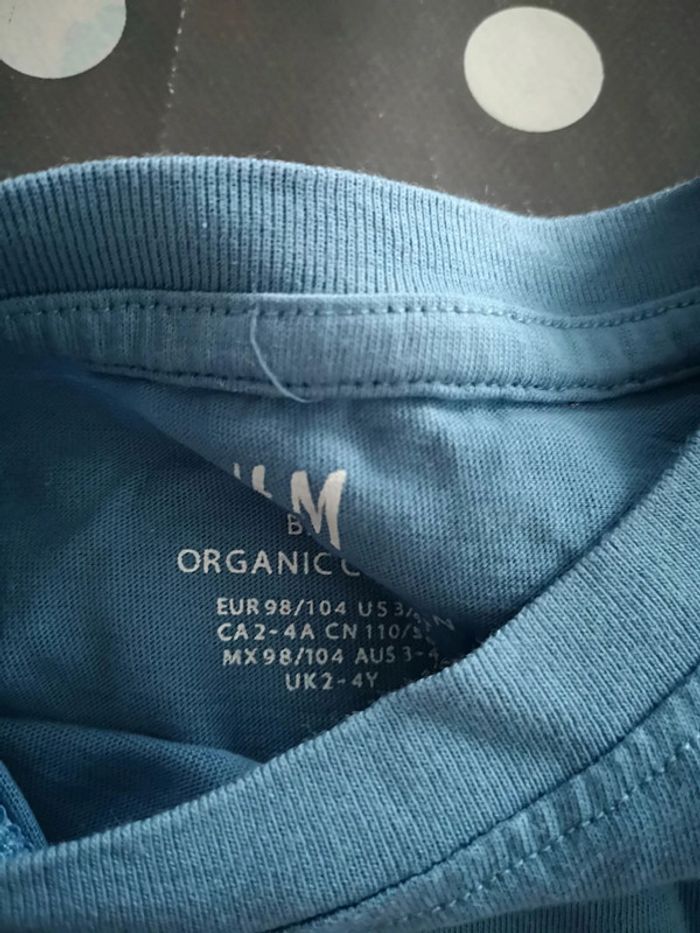 ORGANIC
EUR 98/104 US 3/
CA 2-4A CN 110/5
MX 98/104 AUS 3-4
UK 2-4Y